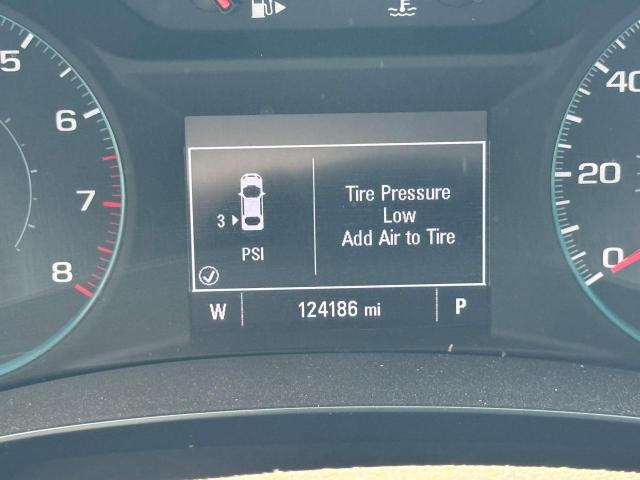 5
6
7
8
40
20
0
3
PSI
Tire Pressure
Low
Add Air to Tire
W
124186 mi
P